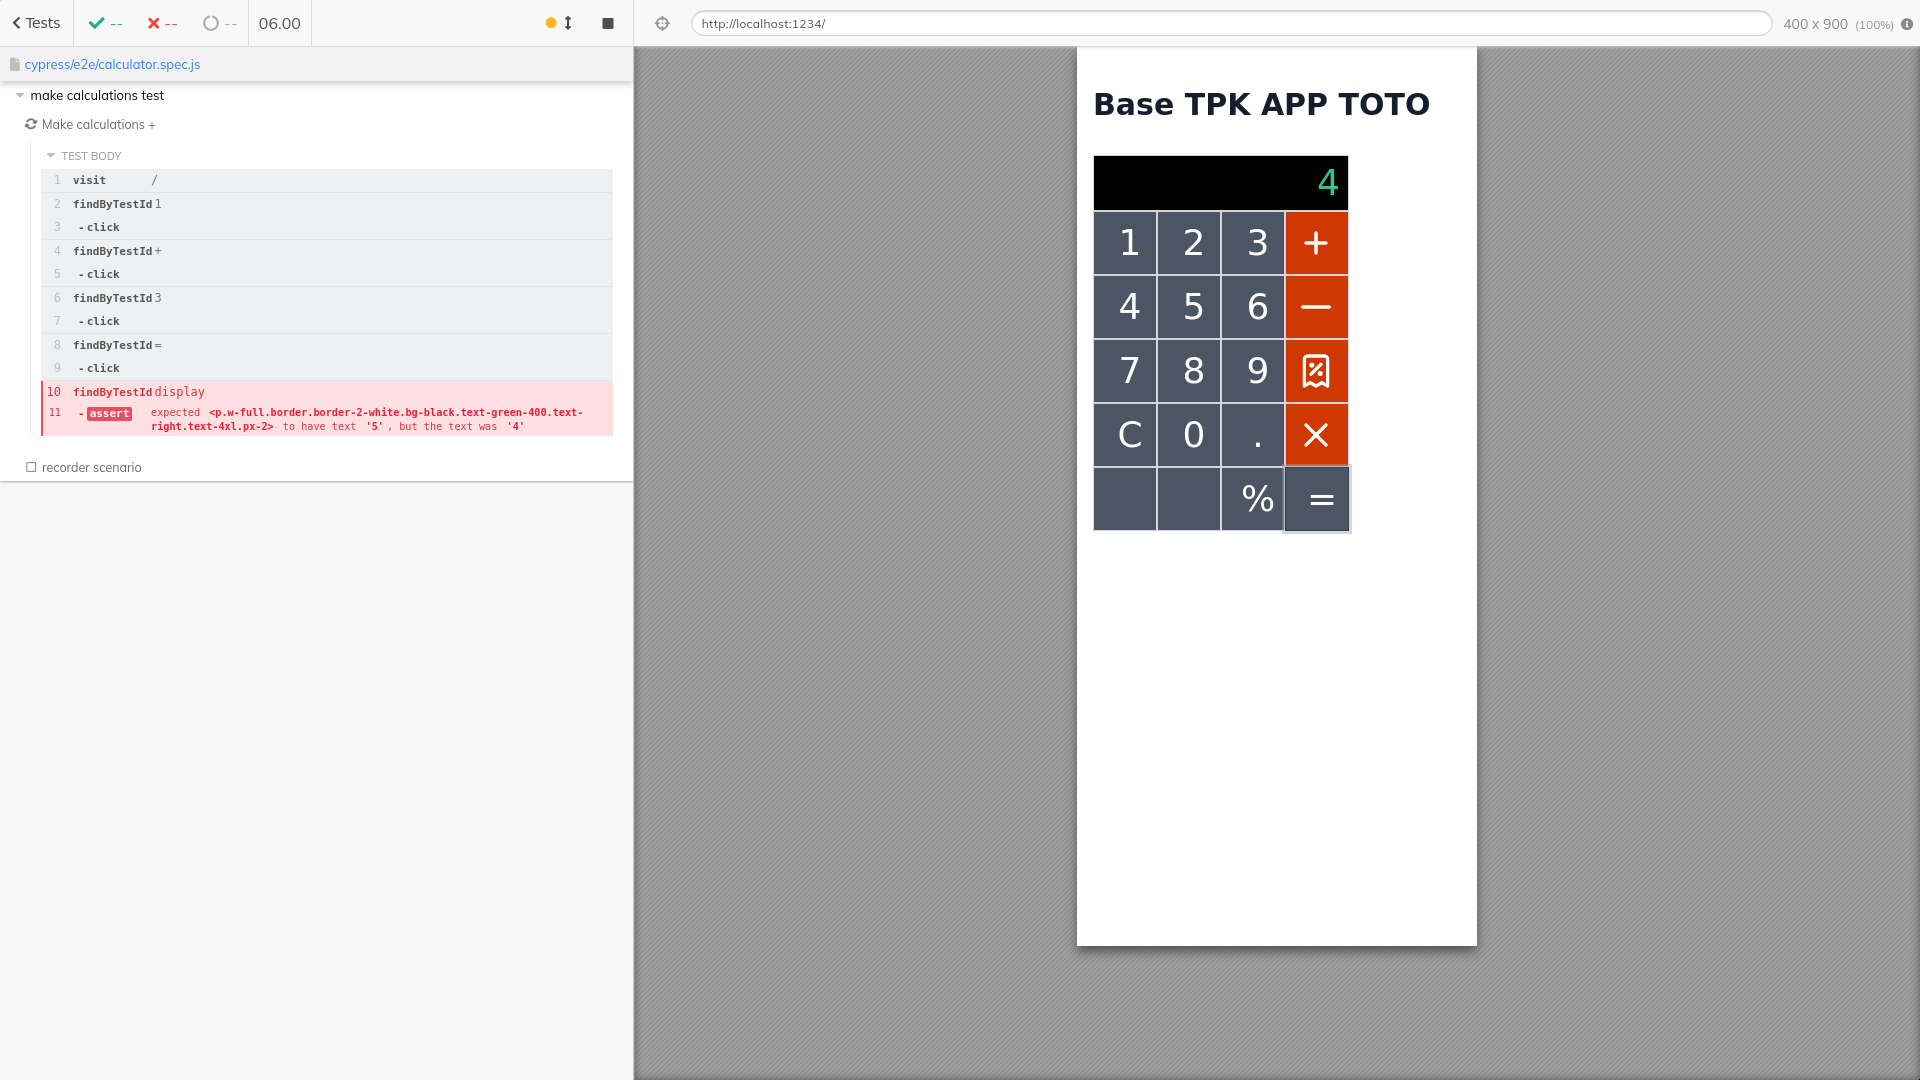 Tests -- -- -- 06.00
cypress/e2e/calculator.spec.js
make calculations test
Make calculations +
TEST BODY
1 visit /
2 findByTestId 1
3 -click
4 findByTestId +
5 -click
6 findByTestId 3
7 -click
8 findByTestId =
9 -click
10 findByTestId display
11 -assert expected <p.w-full.border.border-2-white.bg-black.text-green-400.text-
right.text-4xl.px-2> to have text '5', but the text was '4'
recorder scenario
http://localhost:1234/ 400 x 900 (100%)
Base TPK APP TOTO
4
1 2 3 +
4 5 6 −
7 8 9 %
C 0 . ×
% =